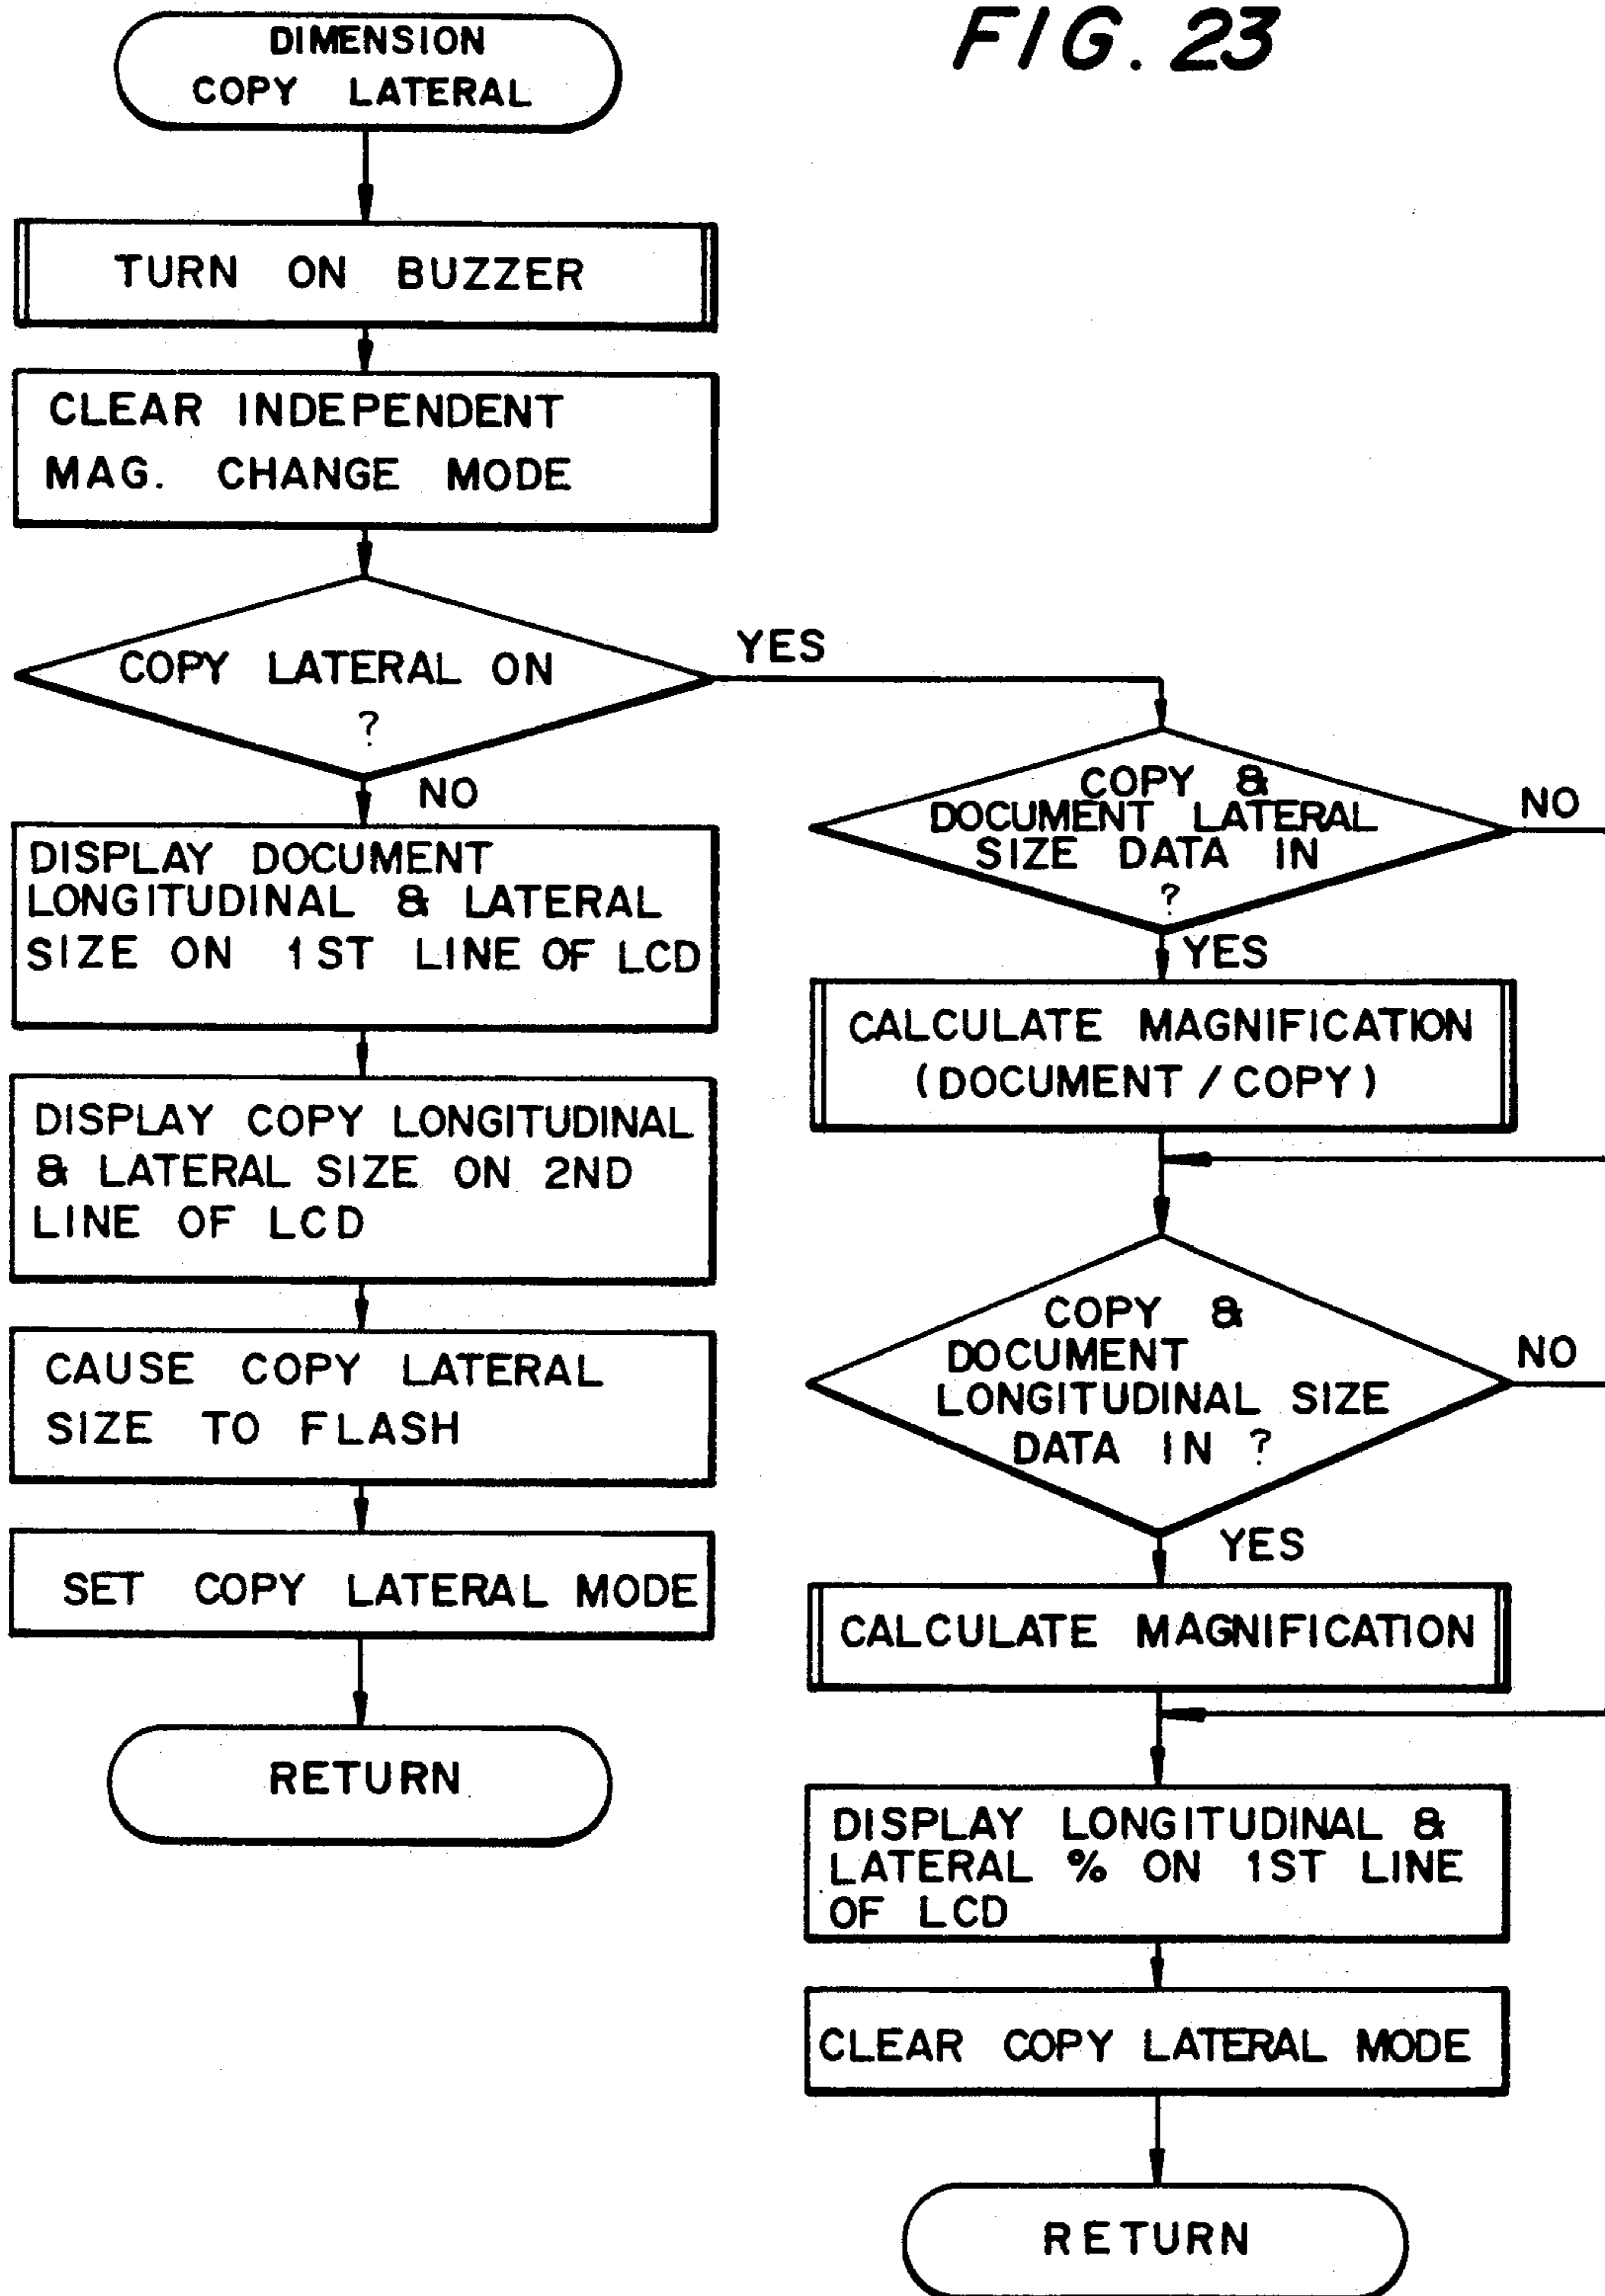 FIG. 23
DIMENSION
COPY LATERAL
TURN ON BUZZER
CLEAR INDEPENDENT
MAG. CHANGE MODE
COPY LATERAL ON
?
YES
NO
DISPLAY DOCUMENT
LONGITUDINAL & LATERAL
SIZE ON 1ST LINE OF LCD
DISPLAY COPY LONGITUDINAL
& LATERAL SIZE ON 2ND
LINE OF LCD
CAUSE COPY LATERAL
SIZE TO FLASH
SET COPY LATERAL MODE
RETURN
COPY &
DOCUMENT LATERAL
SIZE DATA IN
?
NO
YES
CALCULATE MAGNIFICATION
(DOCUMENT / COPY)
COPY &
DOCUMENT
LONGITUDINAL SIZE
DATA IN ?
NO
YES
CALCULATE MAGNIFICATION
DISPLAY LONGITUDINAL &
LATERAL % ON 1ST LINE
OF LCD
CLEAR COPY LATERAL MODE
RETURN